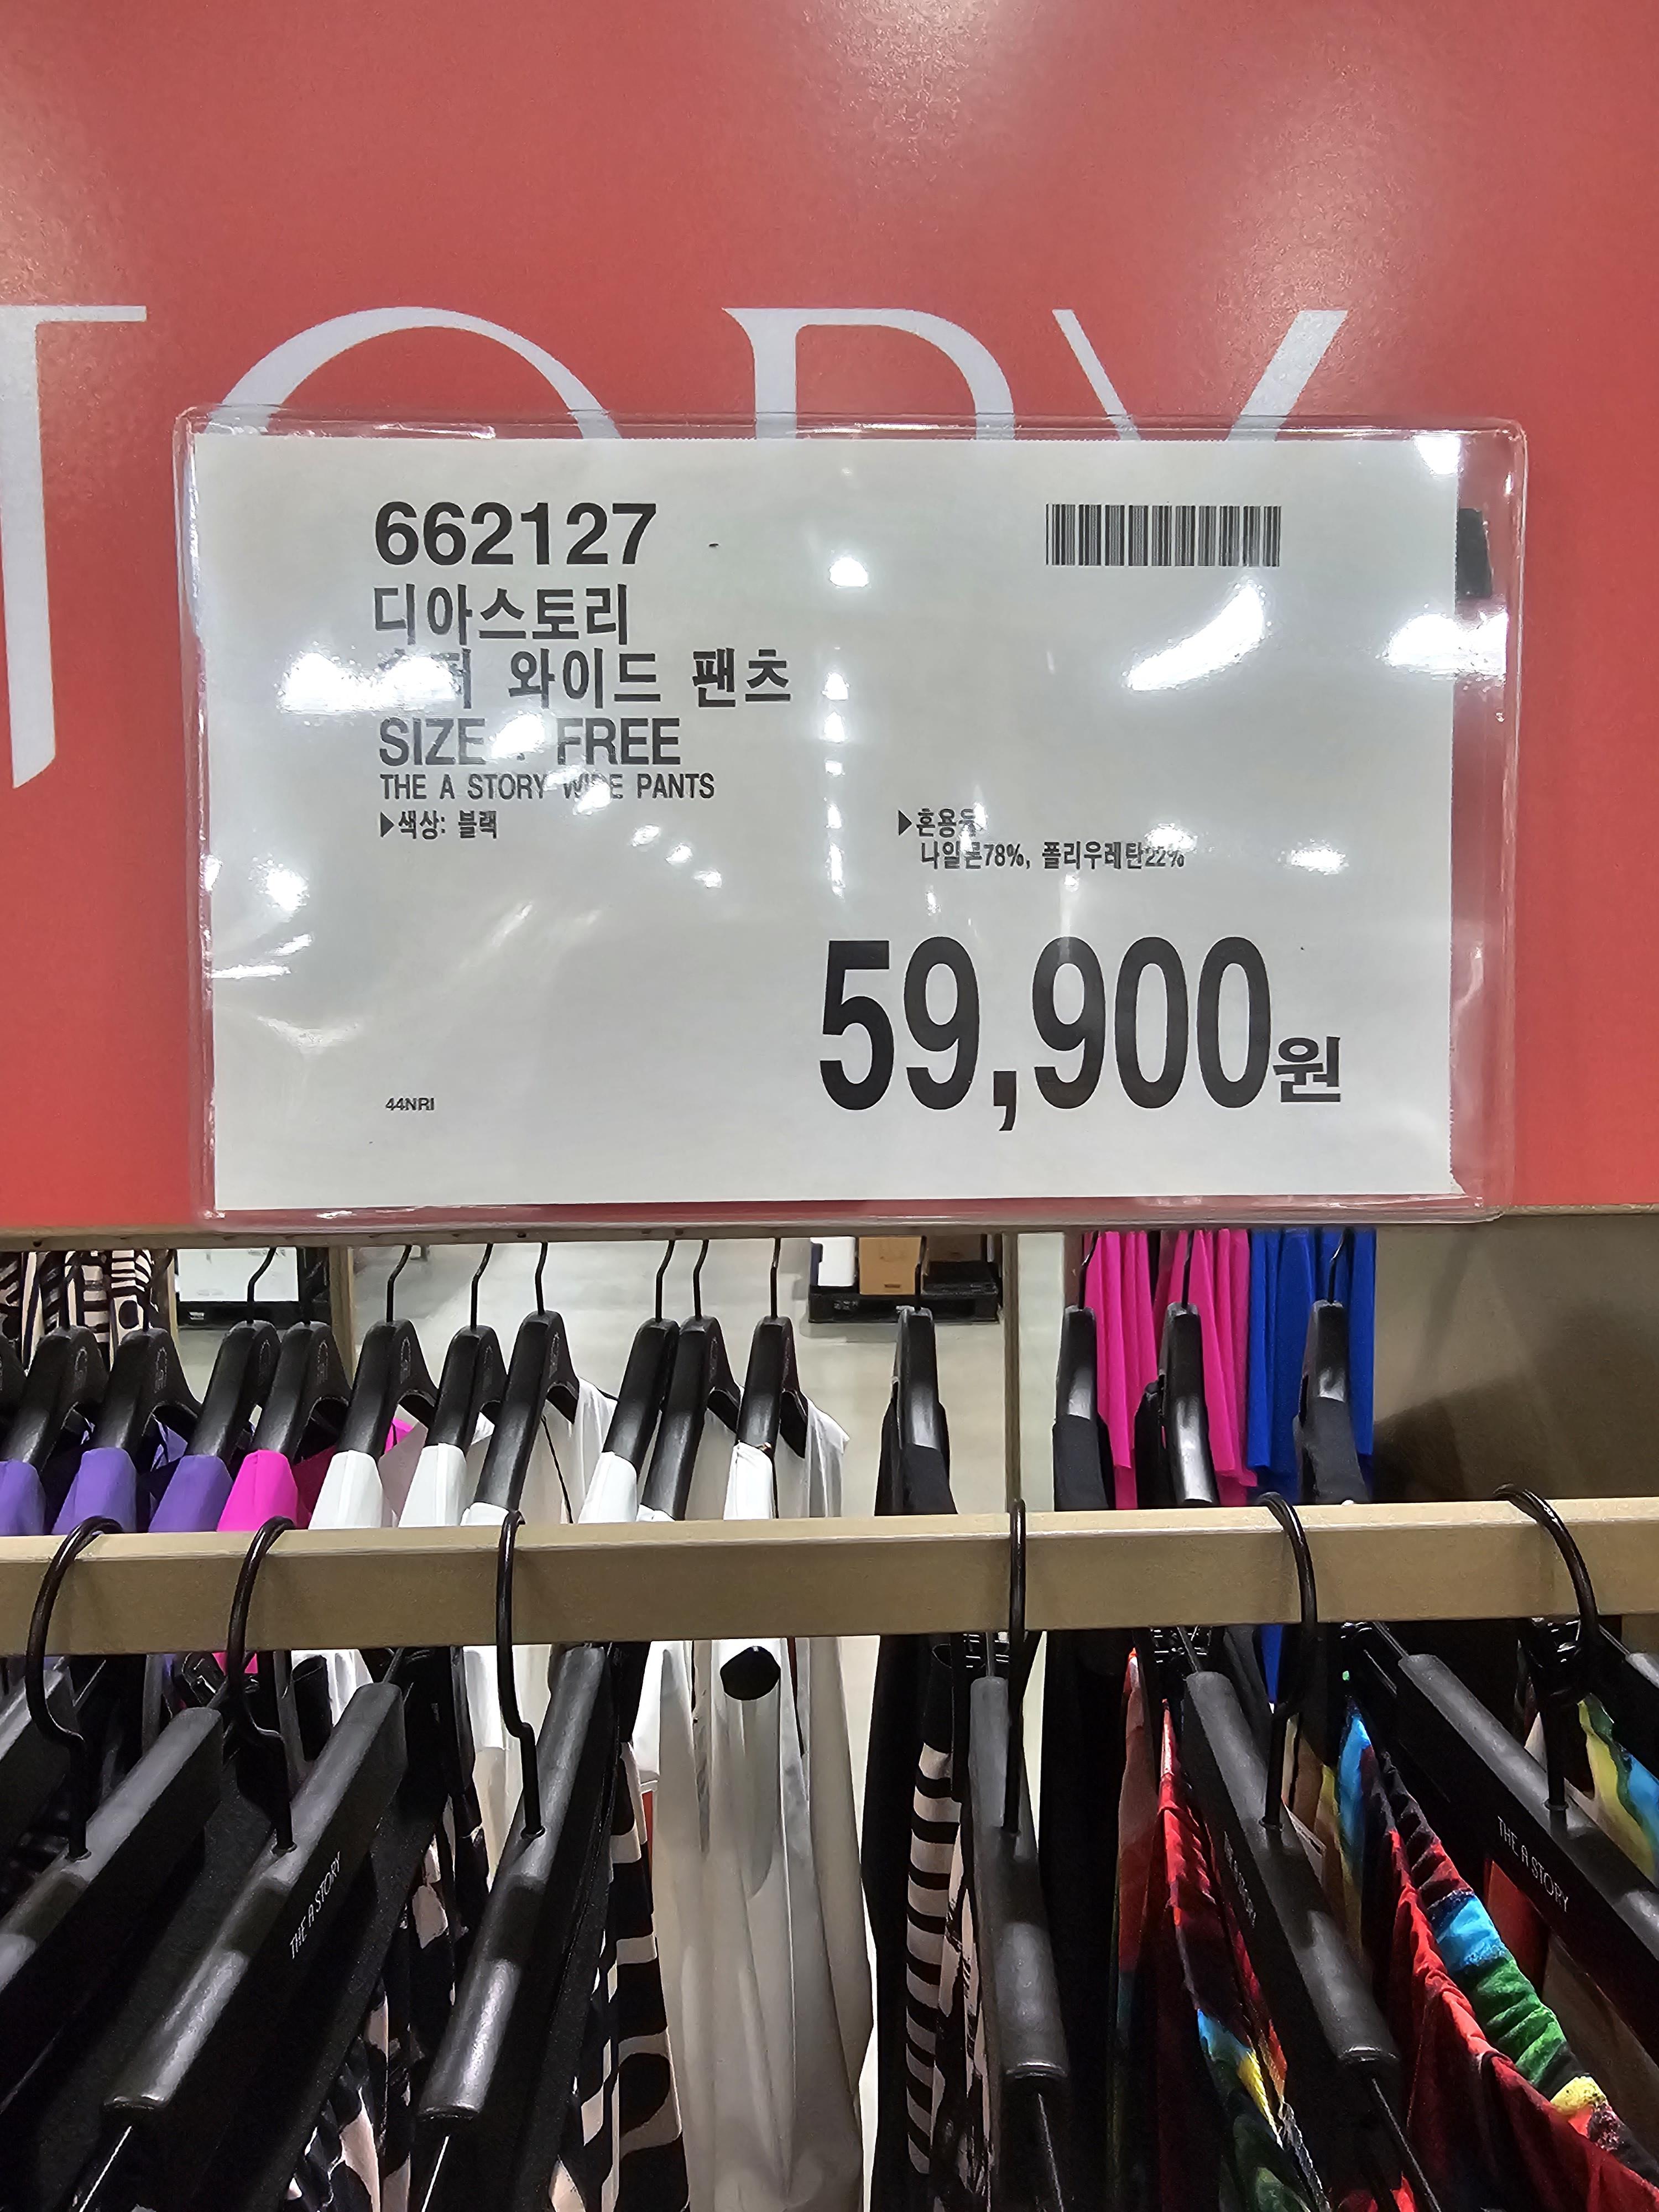 662127
디아스토리
와이드 팬츠
SIZE : FREE
THE A STORY WIDE PANTS
▶색상: 블랙
▶혼용율
나일론78%, 폴리우레탄22%
59,900원
44NRI
THE A STORY
THE A STORY